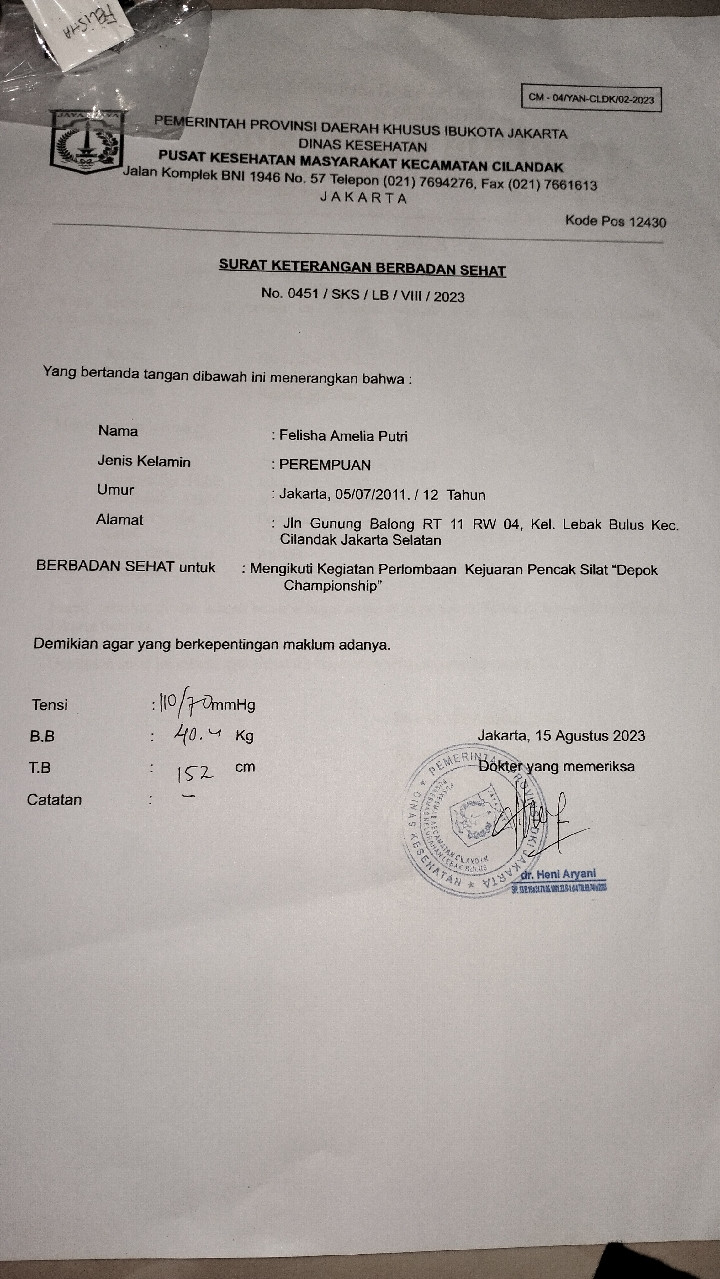 FELISHA
CM - 04/YAN-CLDK/02-2023
JAYA RAYA
PEMERINTAH PROVINSI DAERAH KHUSUS IBUKOTA JAKARTA
DINAS KESEHATAN
PUSAT KESEHATAN MASYARAKAT KECAMATAN CILANDAK
Jalan Komplek BNI 1946 No. 57 Telepon (021) 7694276, Fax (021) 7661613
J A K A R T A
Kode Pos 12430
SURAT KETERANGAN BERBADAN SEHAT
No. 0451 / SKS / LB / VIII / 2023
Yang bertanda tangan dibawah ini menerangkan bahwa :
Nama : Felisha Amelia Putri
Jenis Kelamin : PEREMPUAN
Umur : Jakarta, 05/07/2011. / 12 Tahun
Alamat : Jln Gunung Balong RT 11 RW 04, Kel. Lebak Bulus Kec.
Cilandak Jakarta Selatan
BERBADAN SEHAT untuk : Mengikuti Kegiatan Perlombaan Kejuaran Pencak Silat “Depok
Championship”
Demikian agar yang berkepentingan maklum adanya.
Tensi : 110/70mmHg
B.B : 40.4 Kg
T.B : 152 cm
Catatan : -
Jakarta, 15 Agustus 2023
Dokter yang memeriksa
PEMERINTAH PROVINSI DKI JAKARTA
DINAS KESEHATAN
dr. Heni Aryani